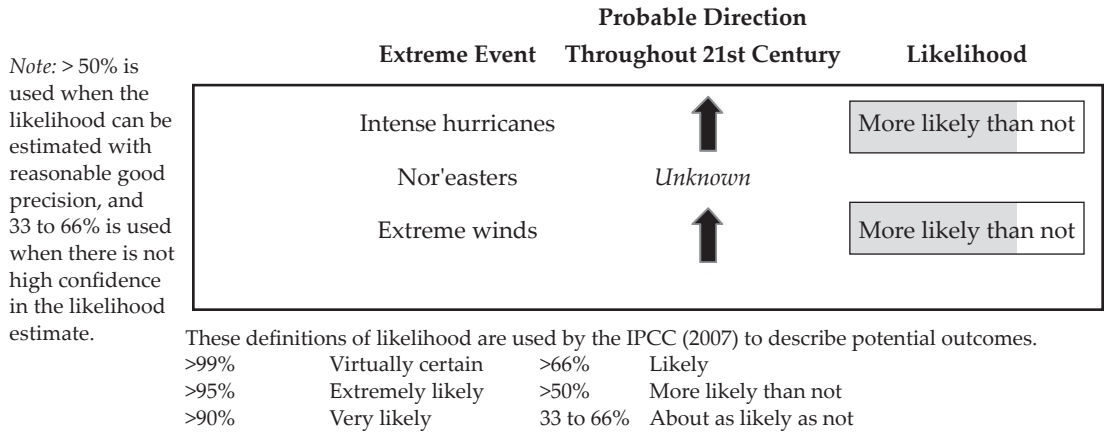 Probable Direction
Extreme Event Throughout 21st Century Likelihood
Note: > 50% is
used when the
likelihood can be
estimated with
reasonable good
precision, and
33 to 66% is used
when there is not
high confidence
in the likelihood
estimate.
Intense hurricanes More likely than not
Nor'easters Unknown
Extreme winds More likely than not
These definitions of likelihood are used by the IPCC (2007) to describe potential outcomes.
>99% Virtually certain >66% Likely
>95% Extremely likely >50% More likely than not
>90% Very likely 33 to 66% About as likely as not